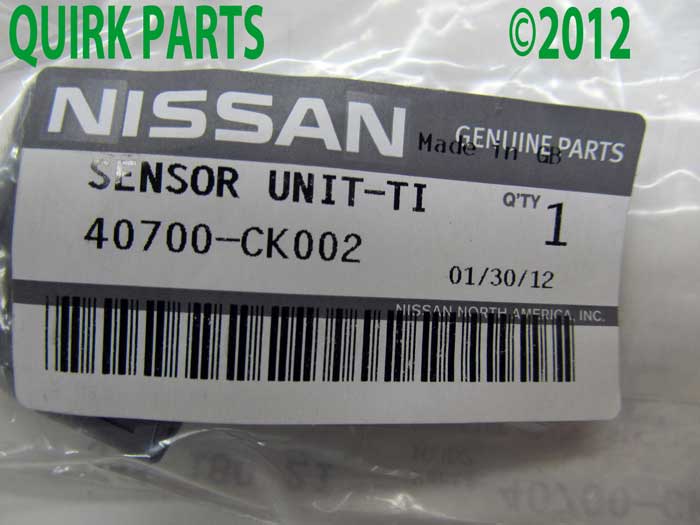 QUIRK PARTS ©2012
NISSAN
GENUINE PARTS
Made in GB
SENSOR UNIT-TI
Q'TY 1
40700-CK002
01/30/12
NISSAN NORTH AMERICA, INC.